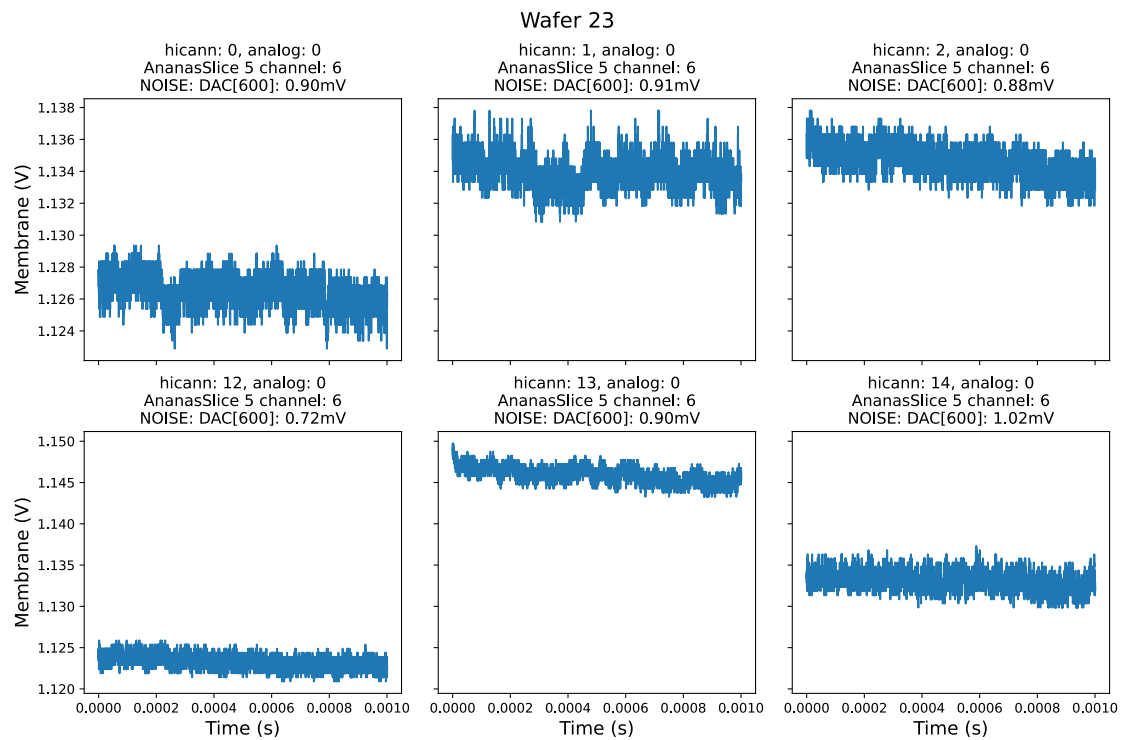 Wafer 23
hicann: 0, analog: 0
AnanasSlice 5 channel: 6
NOISE: DAC[600]: 0.90mV
hicann: 1, analog: 0
AnanasSlice 5 channel: 6
NOISE: DAC[600]: 0.91mV
hicann: 2, analog: 0
AnanasSlice 5 channel: 6
NOISE: DAC[600]: 0.88mV
Membrane (V)
1.138
1.136
1.134
1.132
1.130
1.128
1.126
1.124
hicann: 12, analog: 0
AnanasSlice 5 channel: 6
NOISE: DAC[600]: 0.72mV
hicann: 13, analog: 0
AnanasSlice 5 channel: 6
NOISE: DAC[600]: 0.90mV
hicann: 14, analog: 0
AnanasSlice 5 channel: 6
NOISE: DAC[600]: 1.02mV
Membrane (V)
1.150
1.145
1.140
1.135
1.130
1.125
1.120
0.0000 0.0002 0.0004 0.0006 0.0008 0.0010
0.0000 0.0002 0.0004 0.0006 0.0008 0.0010
0.0000 0.0002 0.0004 0.0006 0.0008 0.0010
Time (s)
Time (s)
Time (s)